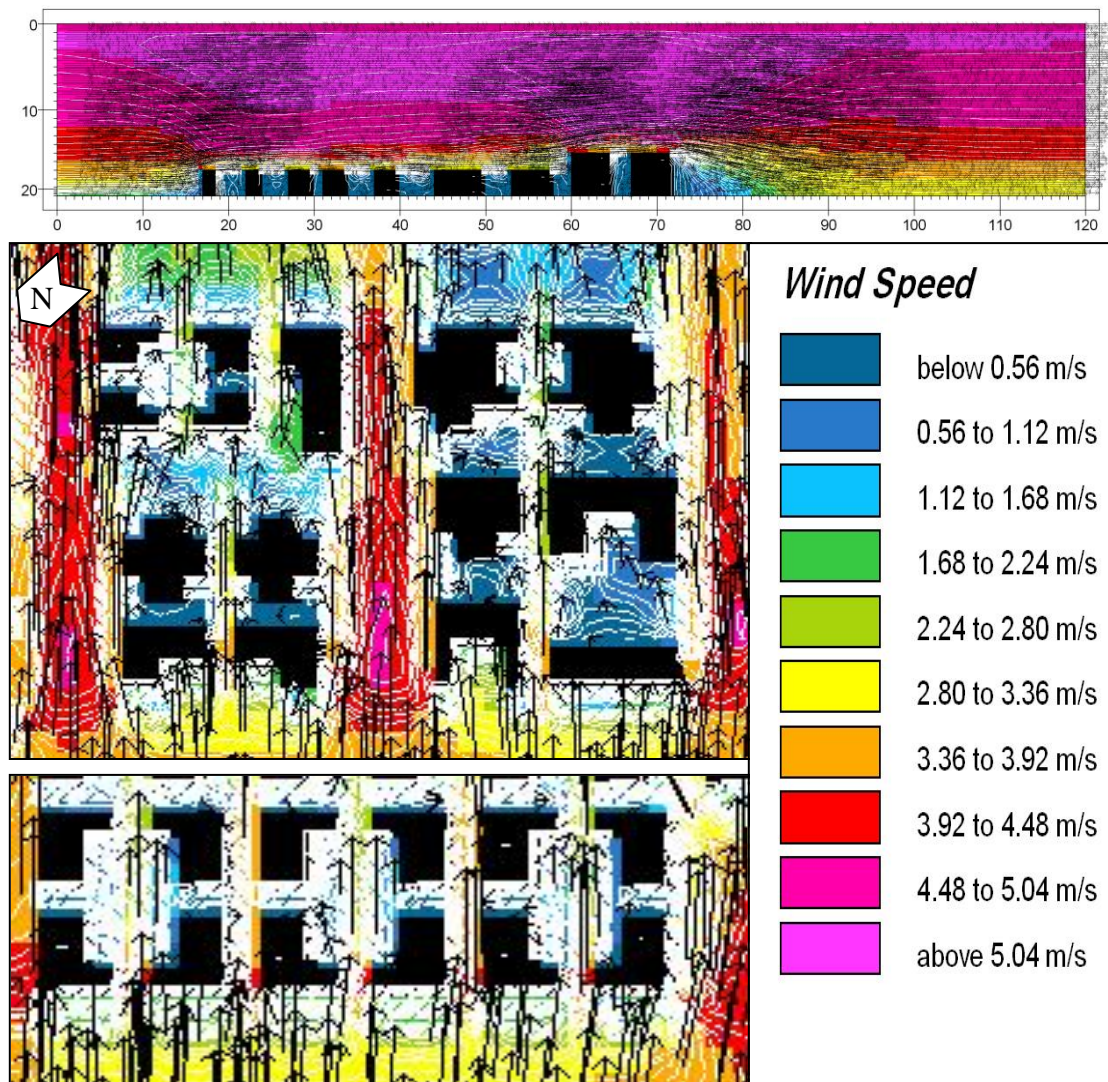 0
10
20
0 10 20 30 40 50 60 70 80 90 100 110 120
N
Wind Speed
below 0.56 m/s
0.56 to 1.12 m/s
1.12 to 1.68 m/s
1.68 to 2.24 m/s
2.24 to 2.80 m/s
2.80 to 3.36 m/s
3.36 to 3.92 m/s
3.92 to 4.48 m/s
4.48 to 5.04 m/s
above 5.04 m/s